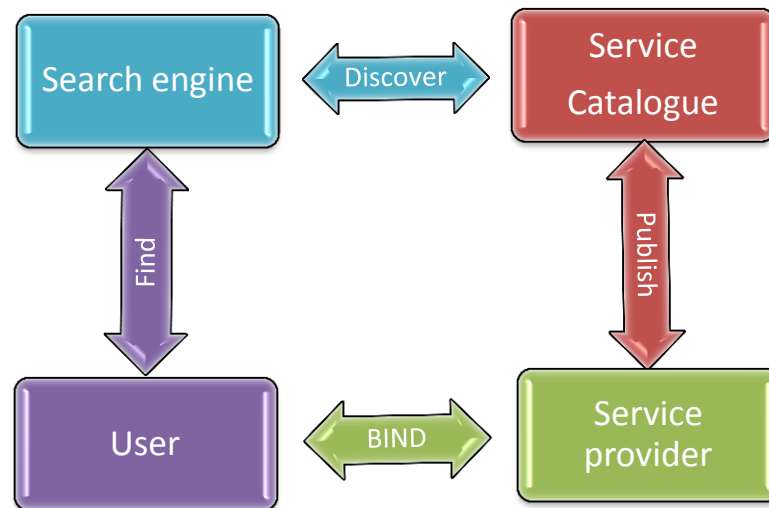 Search engine
Discover
Service
Catalogue
Find
Publish
User
BIND
Service
provider